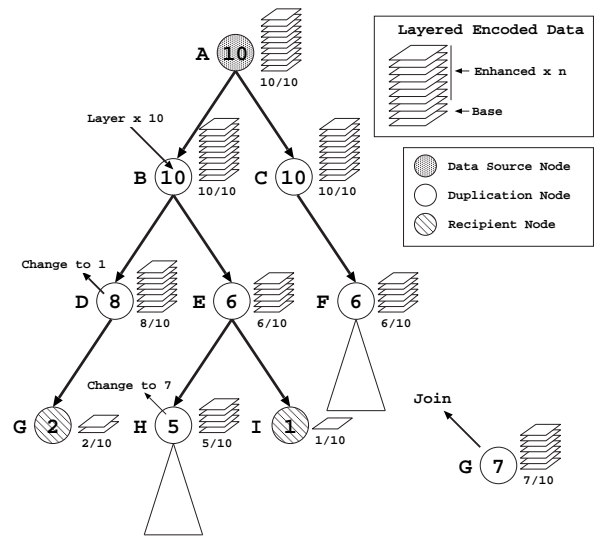 Layered Encoded Data
Enhanced x n
Base
Data Source Node
Duplication Node
Recipient Node
A 10
10/10
Layer x 10
B 10
10/10
C 10
10/10
Change to 1
D 8
8/10
E 6
6/10
F 6
6/10
Change to 7
G 2
2/10
H 5
5/10
I 1
1/10
Join
G 7
7/10